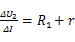 ΔU₂/ΔI = R₁ + r